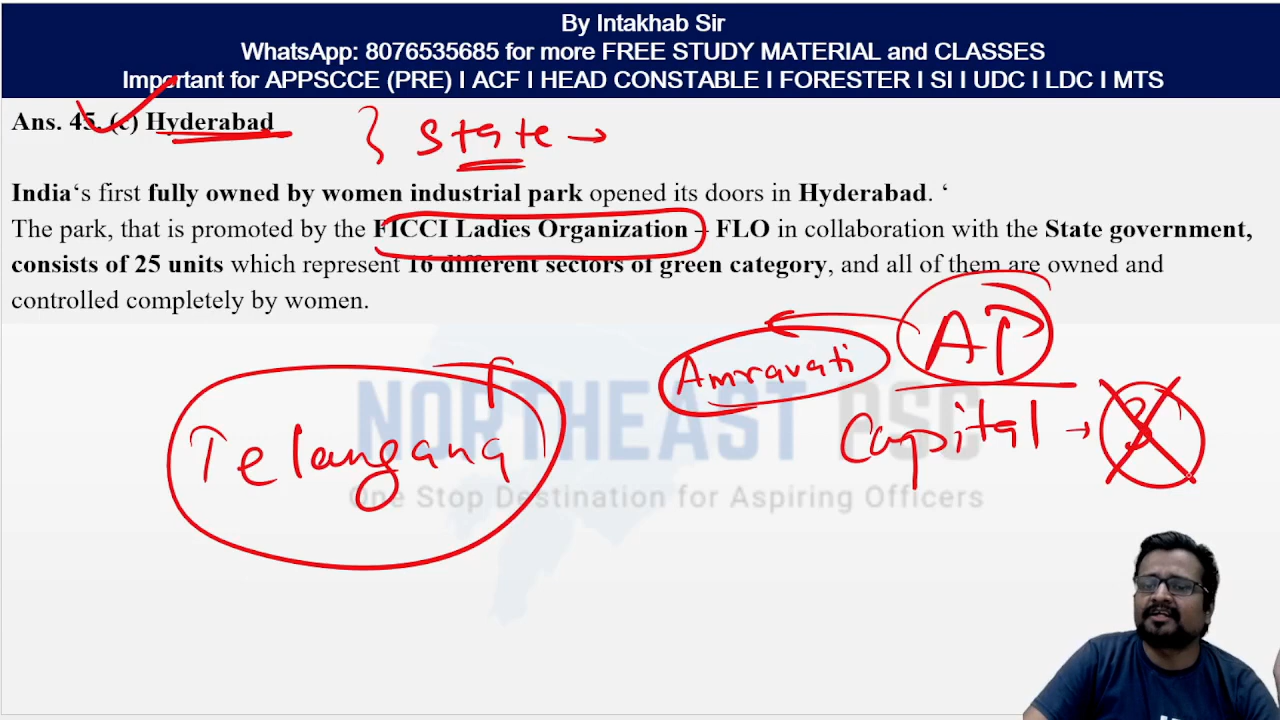 By Intakhab Sir
WhatsApp: 8076535685 for more FREE STUDY MATERIAL and CLASSES
Important for APPSCCE (PRE) I ACF I HEAD CONSTABLE I FORESTER I SI I UDC I LDC I MTS
Ans. 45. (c) Hyderabad
} State →
India‘s first fully owned by women industrial park opened its doors in Hyderabad. ‘
The park, that is promoted by the FICCI Ladies Organization – FLO in collaboration with the State government,
consists of 25 units which represent 16 different sectors of green category, and all of them are owned and
controlled completely by women.
AP
Amravati
Capital → 3
Telangana
NORTHEAST PSC
One Stop Destination for Aspiring Officers